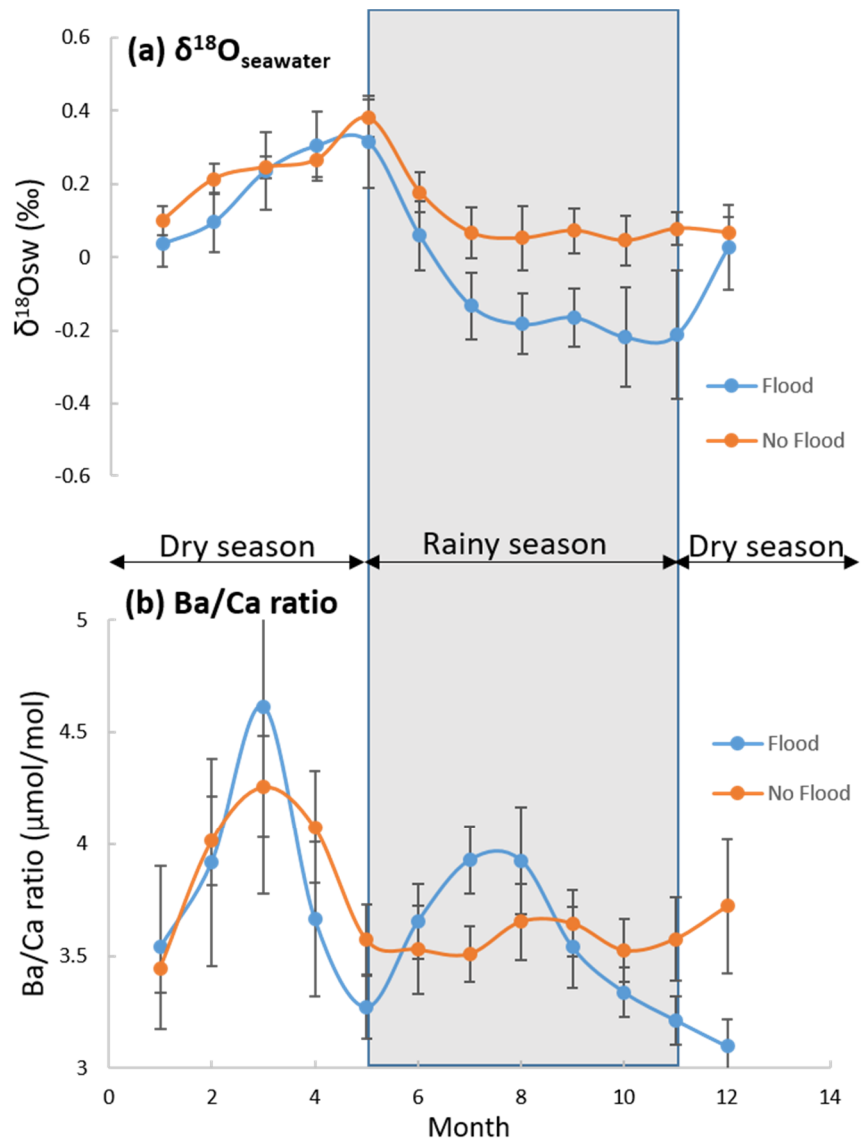 (a) δ¹⁸Oseawater
0.6
0.4
0.2
0
-0.2
-0.4
-0.6
δ¹⁸Osw (‰)
Flood
No Flood
Dry season
Rainy season
Dry season
(b) Ba/Ca ratio
5
4.5
4
3.5
3
Ba/Ca ratio (μmol/mol)
Flood
No Flood
0 2 4 6 8 10 12 14
Month